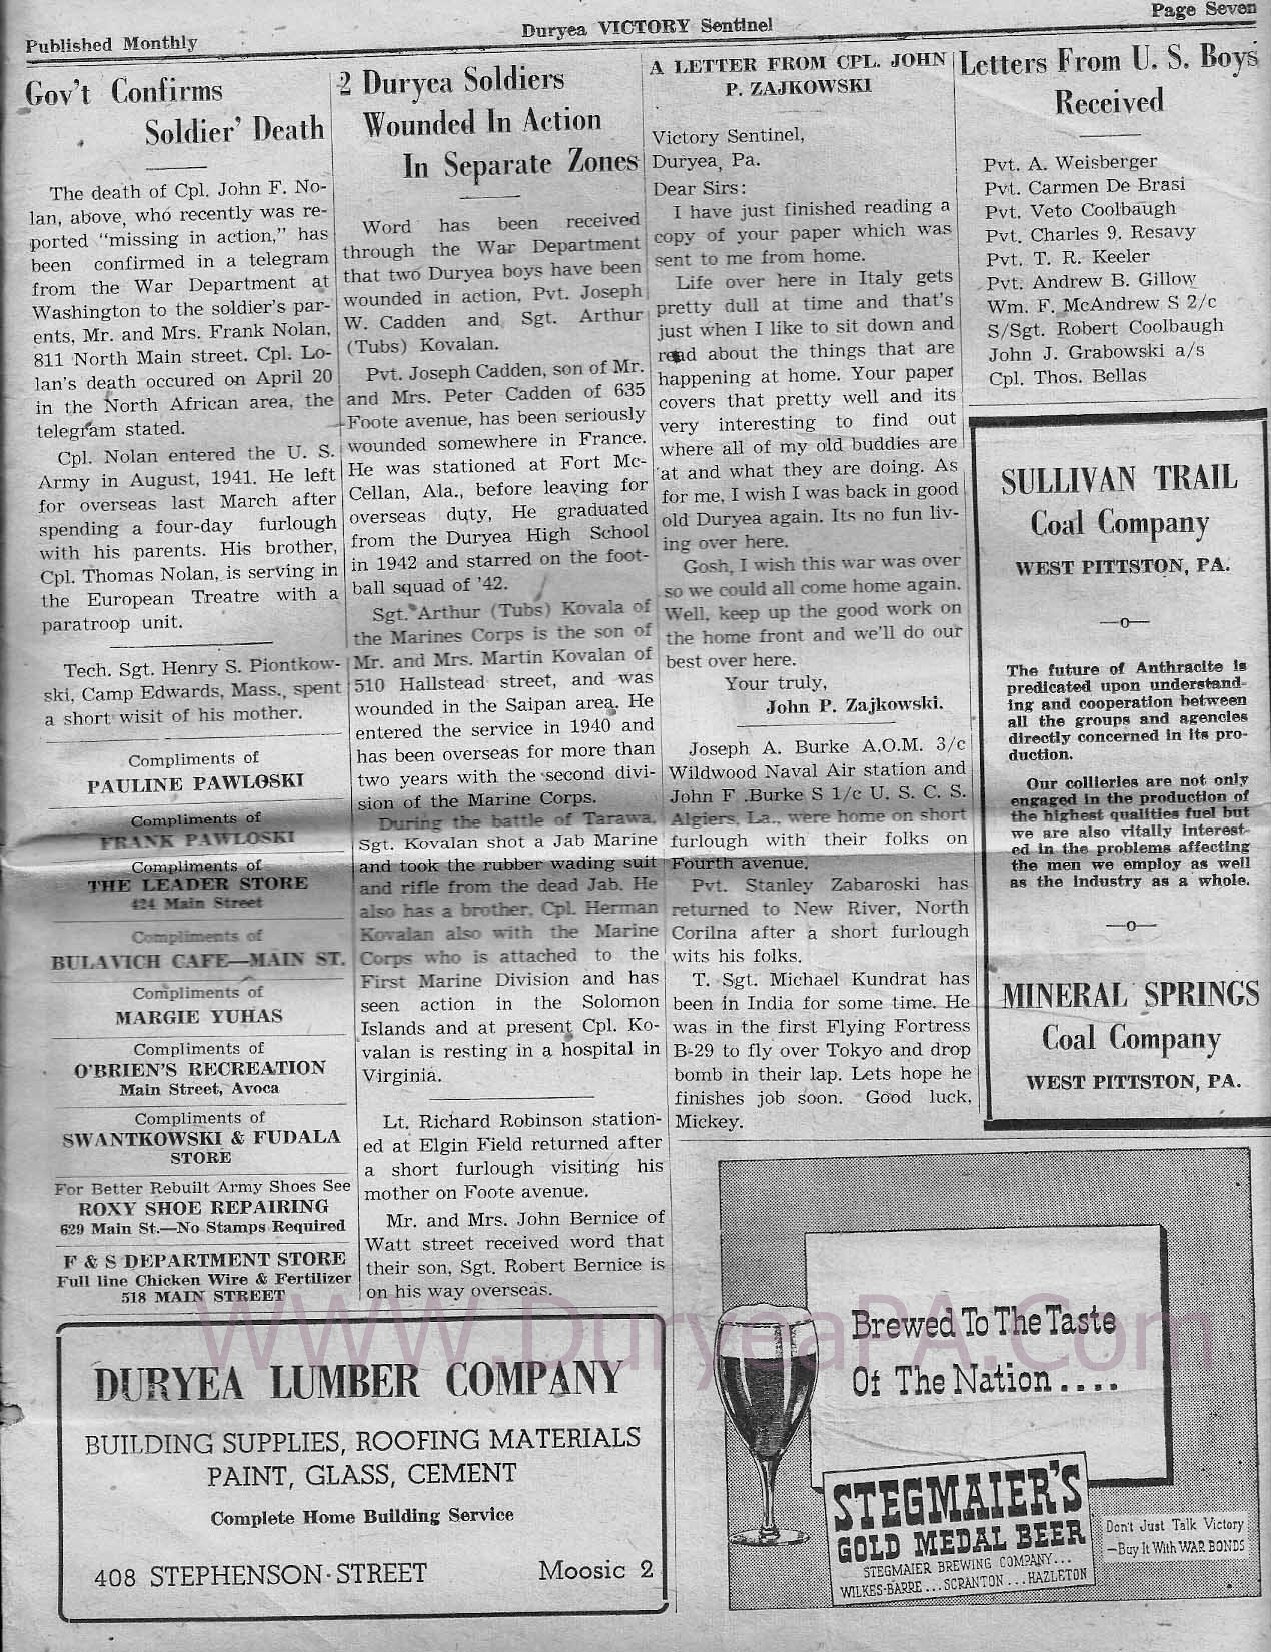 Published Monthly
Duryea VICTORY Sentinel
Page Seven
Gov't Confirms
Soldier' Death
The death of Cpl. John F. No-
lan, above, who recently was re-
ported "missing in action," has
been confirmed in a telegram
from the War Department at
Washington to the soldier's par-
ents, Mr. and Mrs. Frank Nolan,
811 North Main street. Cpl. Lo-
lan's death occured on April 20
in the North African area, the
telegram stated.
Cpl. Nolan entered the U. S.
Army in August, 1941. He left
for overseas last March after
spending a four-day furlough
with his parents. His brother,
Cpl. Thomas Nolan, is serving in
the European Treatre with a
paratroop unit.
Tech. Sgt. Henry S. Piontkow-
ski, Camp Edwards, Mass., spent
a short wisit of his mother.
Compliments of
PAULINE PAWLOSKI
Compliments of
FRANK PAWLOSKI
Compliments of
THE LEADER STORE
424 Main Street
Compliments of
BULAVICH CAFE—MAIN ST.
Compliments of
MARGIE YUHAS
Compliments of
O'BRIEN'S RECREATION
Main Street, Avoca
Compliments of
SWANTKOWSKI & FUDALA
STORE
For Better Rebuilt Army Shoes See
ROXY SHOE REPAIRING
629 Main St.—No Stamps Required
F & S DEPARTMENT STORE
Full line Chicken Wire & Fertilizer
518 MAIN STREET
2 Duryea Soldiers
Wounded In Action
In Separate Zones
Word has been received
through the War Department
that two Duryea boys have been
wounded in action, Pvt. Joseph
W. Cadden and Sgt. Arthur
(Tubs) Kovalan.
Pvt. Joseph Cadden, son of Mr.
and Mrs. Peter Cadden of 635
Foote avenue, has been seriously
wounded somewhere in France.
He was stationed at Fort Mc-
Cellan, Ala., before leaving for
overseas duty, He graduated
from the Duryea High School
in 1942 and starred on the foot-
ball squad of '42.
Sgt. Arthur (Tubs) Kovala of
the Marines Corps is the son of
Mr. and Mrs. Martin Kovalan of
510 Hallstead street, and was
wounded in the Saipan area. He
entered the service in 1940 and
has been overseas for more than
two years with the second divi-
sion of the Marine Corps.
During the battle of Tarawa,
Sgt. Kovalan shot a Jab Marine
and took the rubber wading suit
and rifle from the dead Jab. He
also has a brother, Cpl. Herman
Kovalan also with the Marine
Corps who is attached to the
First Marine Division and has
seen action in the Solomon
Islands and at present Cpl. Ko-
valan is resting in a hospital in
Virginia.
Lt. Richard Robinson station-
ed at Elgin Field returned after
a short furlough visiting his
mother on Foote avenue.
Mr. and Mrs. John Bernice of
Watt street received word that
their son, Sgt. Robert Bernice is
on his way overseas.
A LETTER FROM CPL. JOHN
P. ZAJKOWSKI
Victory Sentinel,
Duryea, Pa.
Dear Sirs:
I have just finished reading a
copy of your paper which was
sent to me from home.
Life over here in Italy gets
pretty dull at time and that's
just when I like to sit down and
read about the things that are
happening at home. Your paper
covers that pretty well and its
very interesting to find out
where all of my old buddies are
at and what they are doing. As
for me, I wish I was back in good
old Duryea again. Its no fun liv-
ing over here.
Gosh, I wish this war was over
so we could all come home again.
Well, keep up the good work on
the home front and we'll do our
best over here.
Your truly,
John P. Zajkowski.
Joseph A. Burke A.O.M. 3/c
Wildwood Naval Air station and
John F .Burke S 1/c U. S. C. S.
Algiers, La., were home on short
furlough with their folks on
Fourth avenue.
Pvt. Stanley Zabaroski has
returned to New River, North
Corilna after a short furlough
wits his folks.
T. Sgt. Michael Kundrat has
been in India for some time. He
was in the first Flying Fortress
B-29 to fly over Tokyo and drop
bomb in their lap. Lets hope he
finishes job soon. Good luck,
Mickey.
Letters From U. S. Boys
Received
Pvt. A. Weisberger
Pvt. Carmen De Brasi
Pvt. Veto Coolbaugh
Pvt. Charles 9. Resavy
Pvt. T. R. Keeler
Pvt. Andrew B. Gillow
Wm. F. McAndrew S 2/c
S/Sgt. Robert Coolbaugh
John J. Grabowski a/s
Cpl. Thos. Bellas
SULLIVAN TRAIL
Coal Company
WEST PITTSTON, PA.
—o—
The future of Anthracite is
predicated upon understand-
ing and cooperation between
all the groups and agencies
directly concerned in its pro-
duction.
Our collieries are not only
engaged in the production of
the highest qualities fuel but
we are also vitally interest-
ed in the problems affecting
the men we employ as well
as the industry as a whole.
—o—
MINERAL SPRINGS
Coal Company
WEST PITTSTON, PA.
DURYEA LUMBER COMPANY
BUILDING SUPPLIES, ROOFING MATERIALS
PAINT, GLASS, CEMENT
Complete Home Building Service
408 STEPHENSON STREET
Moosic 2
Brewed To The Taste
Of The Nation . . . .
STEGMAIER'S
GOLD MEDAL BEER
STEGMAIER BREWING COMPANY...
WILKES-BARRE...SCRANTON...HAZLETON
Don't Just Talk Victory
—Buy It With WAR BONDS
www.DuryeaPA.com